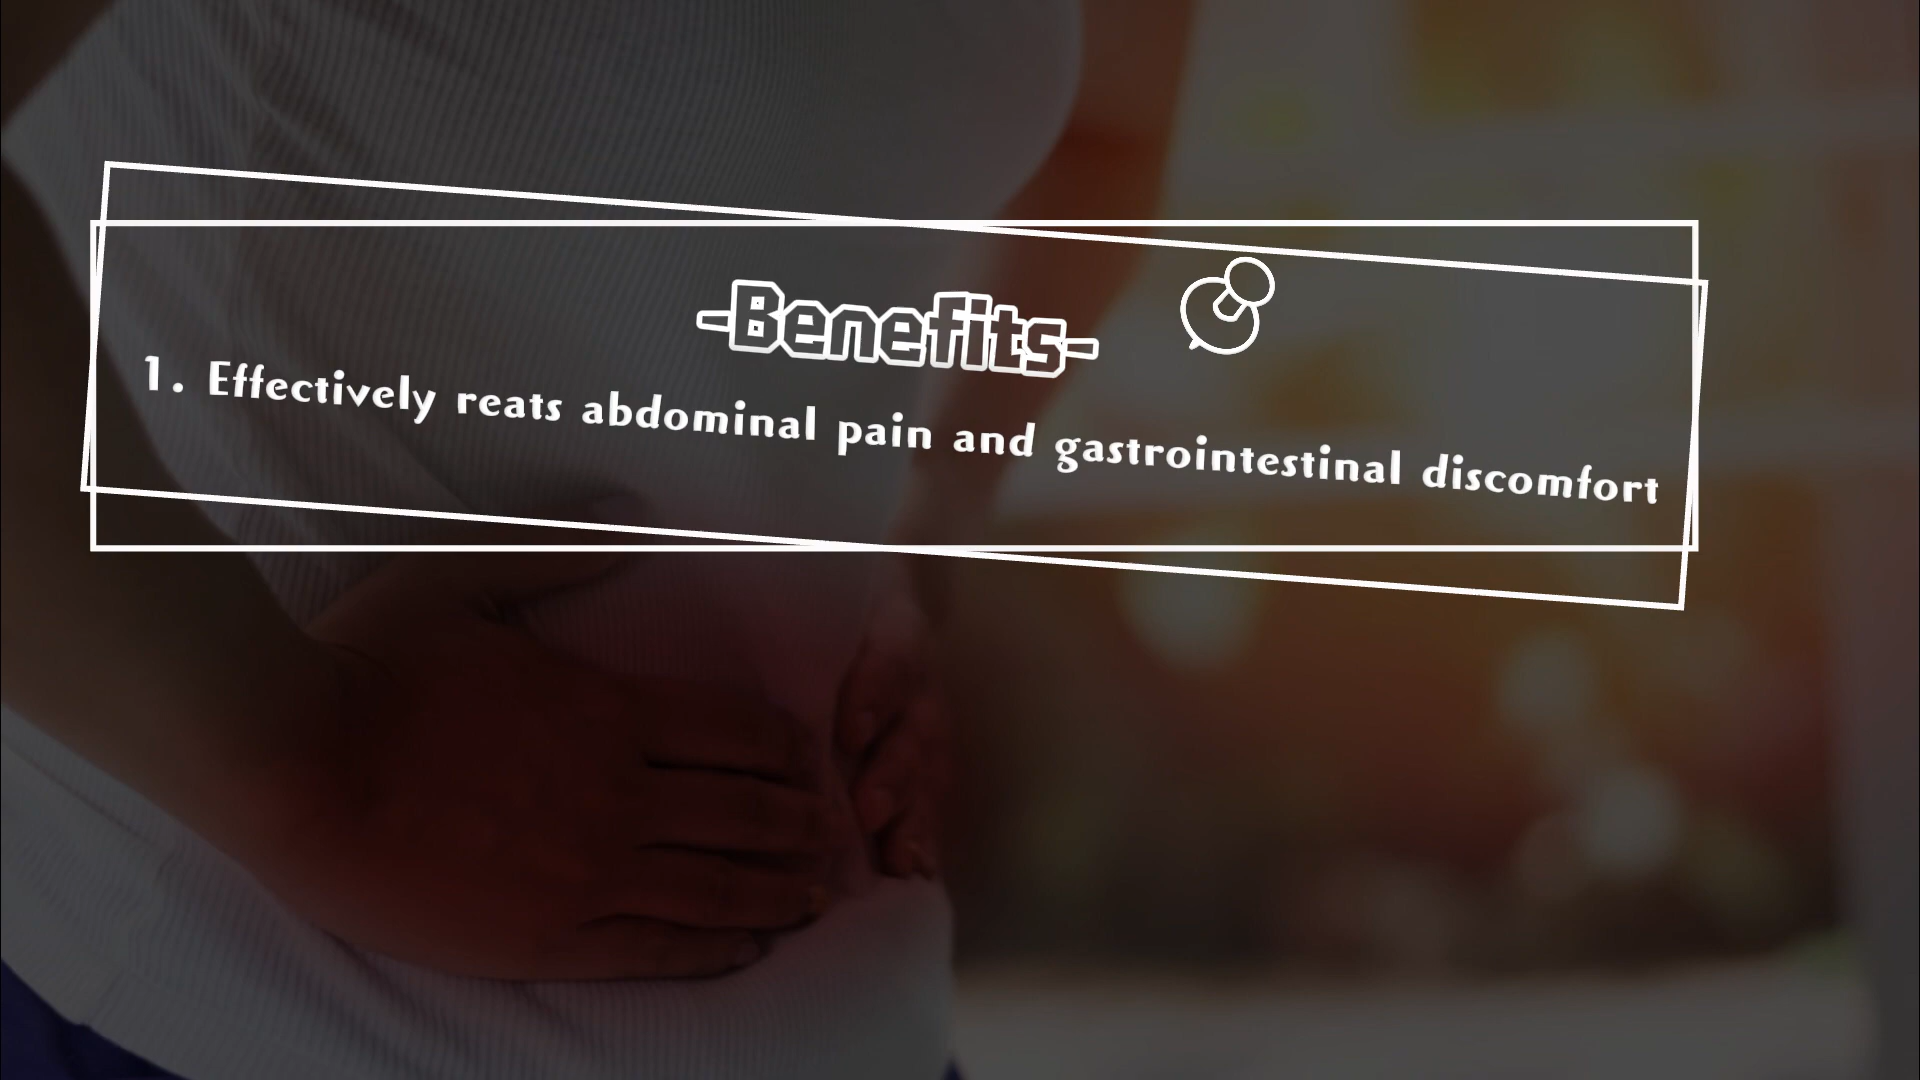 -Benefits-
1. Effectively reats abdominal pain and gastrointestinal discomfort